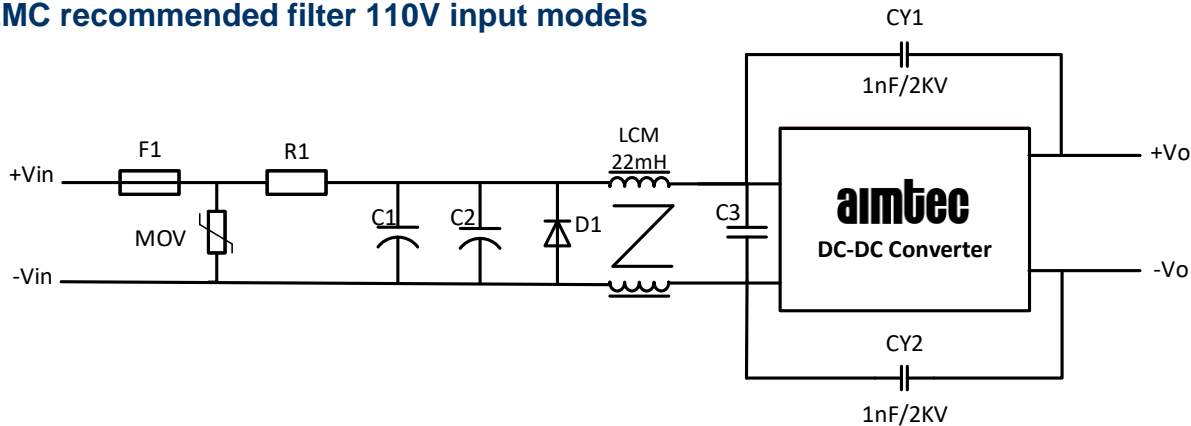 MC recommended filter 110V input models
CY1
1nF/2KV
LCM
22mH
F1
R1
+Vin
+Vo
C1
C2
C3
D1
MOV
aimtec
DC-DC Converter
-Vin
-Vo
CY2
1nF/2KV